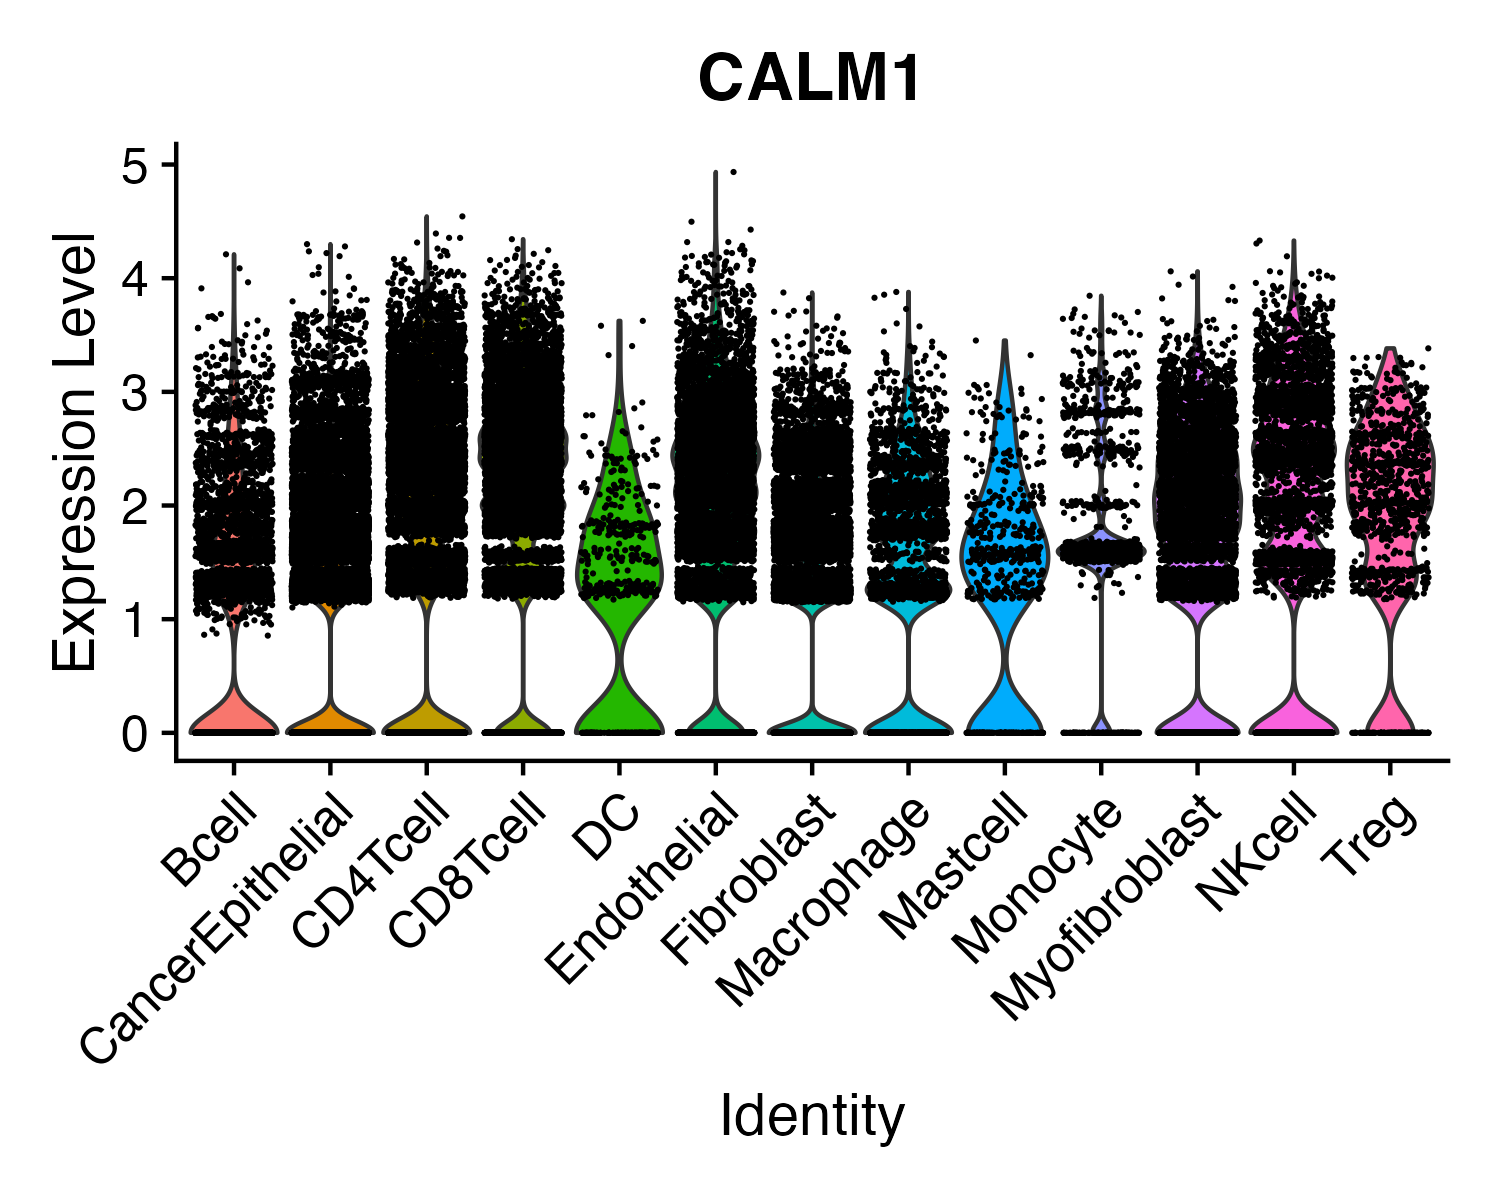 CALM1
Expression Level
5
4
3
2
1
0
Bcell
CancerEpithelial
CD4Tcell
CD8Tcell
DC
Endothelial
Fibroblast
Macrophage
Mastcell
Monocyte
Myofibroblast
NKcell
Treg
Identity